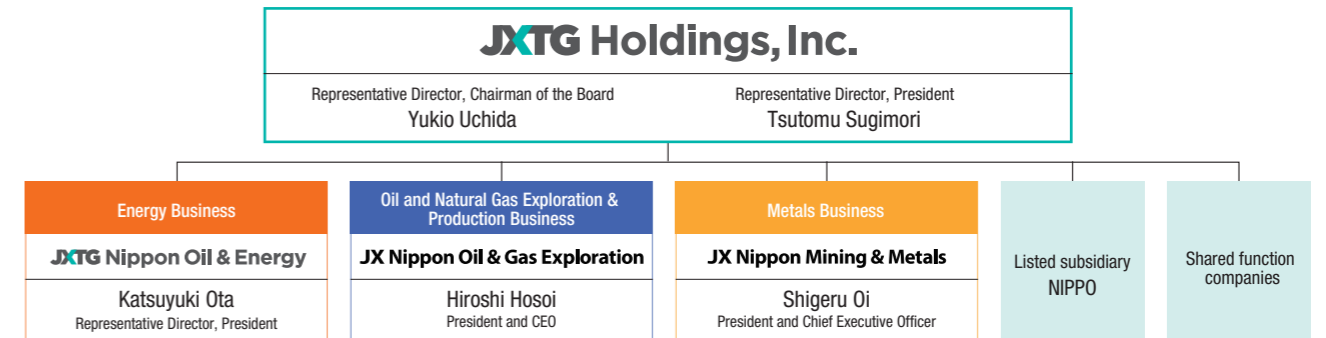 JXTG Holdings, Inc.
Representative Director, Chairman of the Board
Yukio Uchida
Representative Director, President
Tsutomu Sugimori
Energy Business
JXTG Nippon Oil & Energy
Katsuyuki Ota
Representative Director, President
Oil and Natural Gas Exploration &
Production Business
JX Nippon Oil & Gas Exploration
Hiroshi Hosoi
President and CEO
Metals Business
JX Nippon Mining & Metals
Shigeru Oi
President and Chief Executive Officer
Listed subsidiary
NIPPO
Shared function
companies